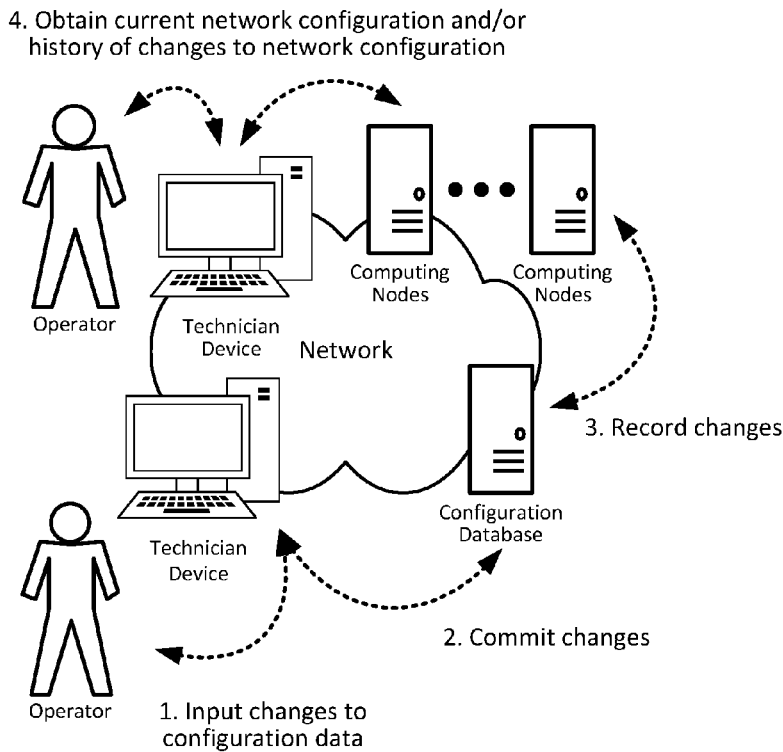 4. Obtain current network configuration and/or
history of changes to network configuration
Operator
Technician
Device
Computing
Nodes
Computing
Nodes
Network
3. Record changes
Configuration
Database
Technician
Device
2. Commit changes
Operator
1. Input changes to
configuration data